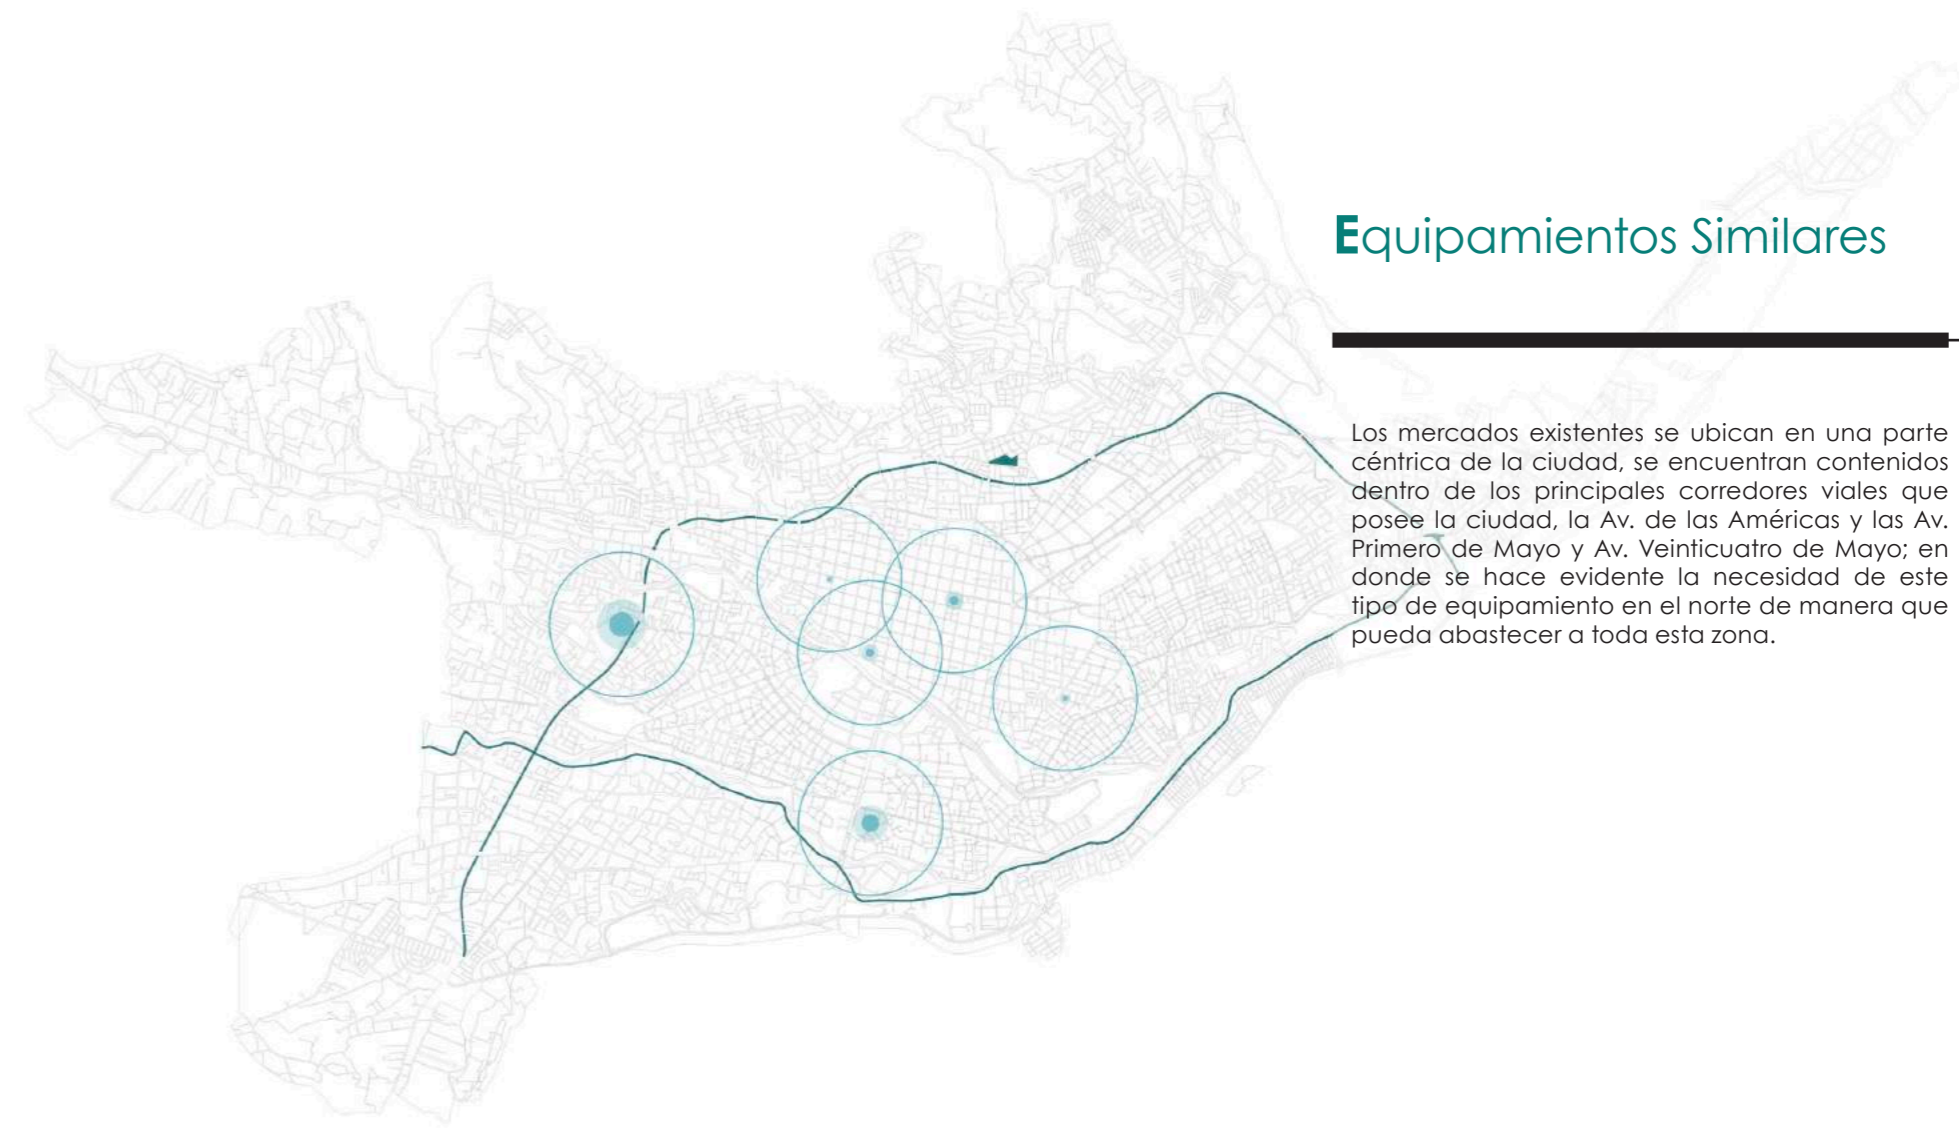 Equipamientos Similares
Los mercados existentes se ubican en una parte
céntrica de la ciudad, se encuentran contenidos
dentro de los principales corredores viales que
posee la ciudad, la Av. de las Américas y las Av.
Primero de Mayo y Av. Veinticuatro de Mayo; en
donde se hace evidente la necesidad de este
tipo de equipamiento en el norte de manera que
pueda abastecer a toda esta zona.